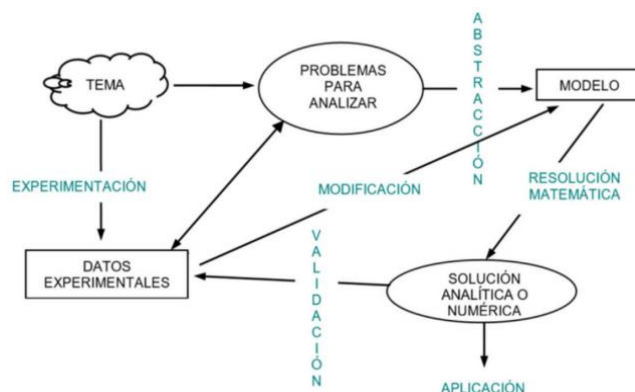 TEMA
PROBLEMAS
PARA
ANALIZAR
ABSTRACCIÓN
MODELO
EXPERIMENTACIÓN
MODIFICACIÓN
RESOLUCIÓN
MATEMÁTICA
DATOS
EXPERIMENTALES
VALIDACIÓN
SOLUCIÓN
ANALÍTICA O
NUMÉRICA
APLICACIÓN